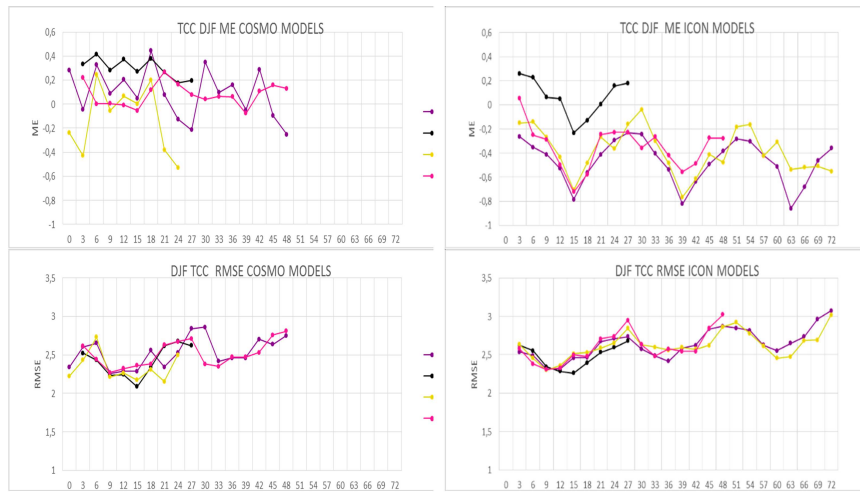 TCC DJF ME COSMO MODELS
0,6
0,4
0,2
0
-0,2
-0,4
-0,6
-0,8
-1
ME
0 3 6 9 12 15 18 21 24 27 30 33 36 39 42 45 48 51 54 57 60 63 66 69 72
TCC DJF ME ICON MODELS
0,6
0,4
0,2
0
-0,2
-0,4
-0,6
-0,8
-1
ME
0 3 6 9 12 15 18 21 24 27 30 33 36 39 42 45 48 51 54 57 60 63 66 69 72
DJF TCC RMSE COSMO MODELS
3,5
3
2,5
2
1,5
1
RMSE
0 3 6 9 12 15 18 21 24 27 30 33 36 39 42 45 48 51 54 57 60 63 66 69 72
DJF TCC RMSE ICON MODELS
3,5
3
2,5
2
1,5
1
RMSE
0 3 6 9 12 15 18 21 24 27 30 33 36 39 42 45 48 51 54 57 60 63 66 69 72